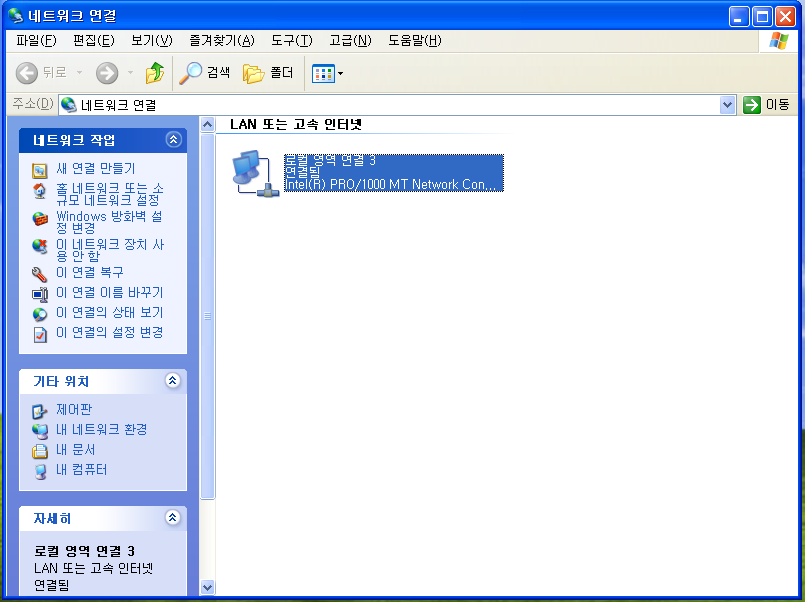 네트워크 연결
파일(F) 편집(E) 보기(V) 즐겨찾기(A) 도구(T) 고급(N) 도움말(H)
뒤로 검색 폴더
주소(D) 네트워크 연결 이동
네트워크 작업
새 연결 만들기
홈 네트워크 또는 소
규모 네트워크 설정
Windows 방화벽 설
정 변경
이 네트워크 장치 사
용 안 함
이 연결 복구
이 연결 이름 바꾸기
이 연결의 상태 보기
이 연결의 설정 변경
기타 위치
제어판
내 네트워크 환경
내 문서
내 컴퓨터
자세히
로컬 영역 연결 3
LAN 또는 고속 인터넷
연결됨
LAN 또는 고속 인터넷
로컬 영역 연결 3
연결됨
Intel(R) PRO/1000 MT Network Con...